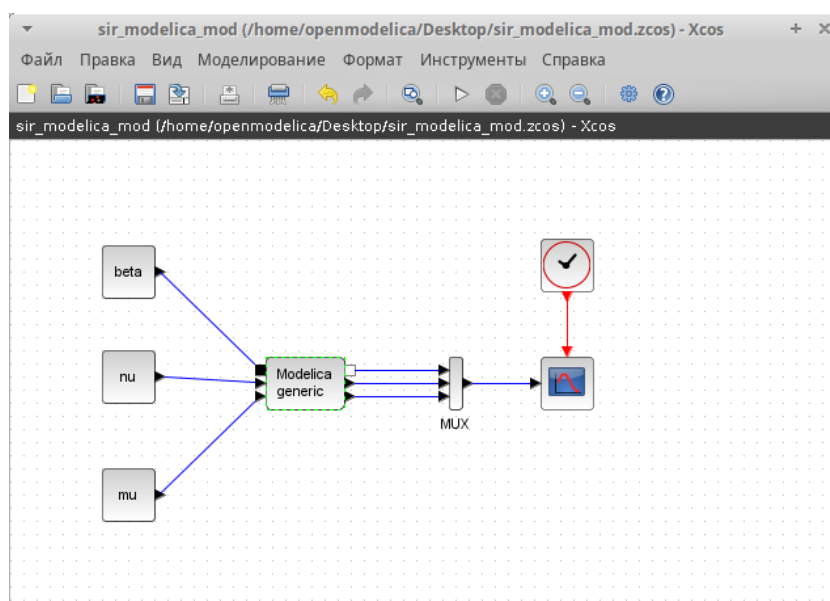 sir_modelica_mod (/home/openmodelica/Desktop/sir_modelica_mod.zcos) - Xcos
Файл Правка Вид Моделирование Формат Инструменты Справка
sir_modelica_mod (/home/openmodelica/Desktop/sir_modelica_mod.zcos) - Xcos
beta
nu
Modelica
generic
MUX
mu